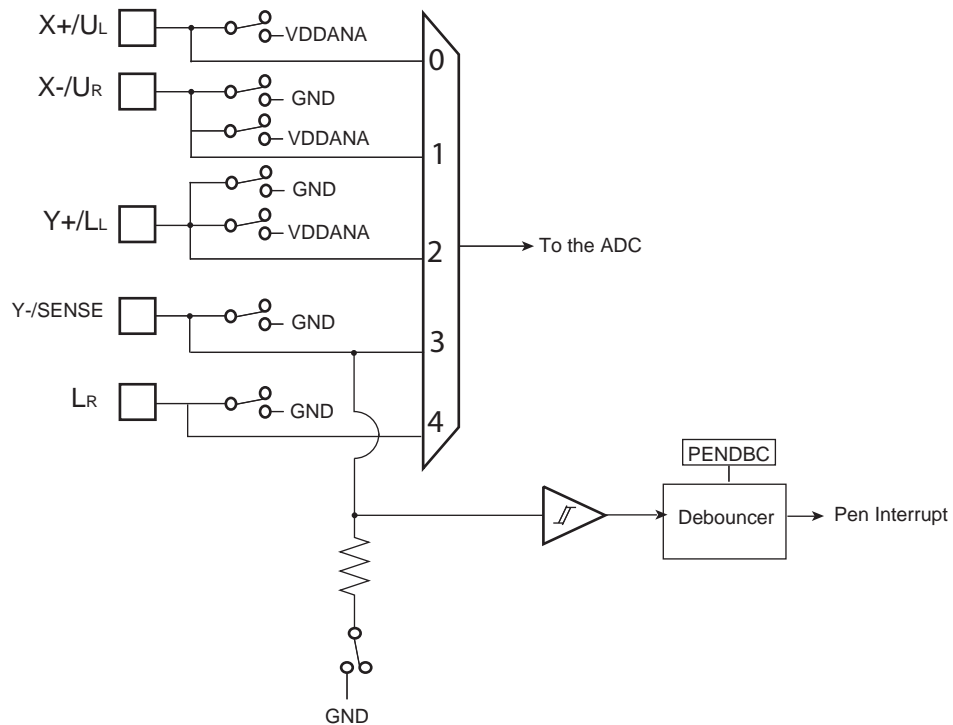 X+/UL
VDDANA
0
X-/UR
GND
VDDANA
1
GND
Y+/LL
VDDANA
2
To the ADC
Y-/SENSE
GND
3
LR
GND
4
PENDBC
Debouncer
Pen Interrupt
GND